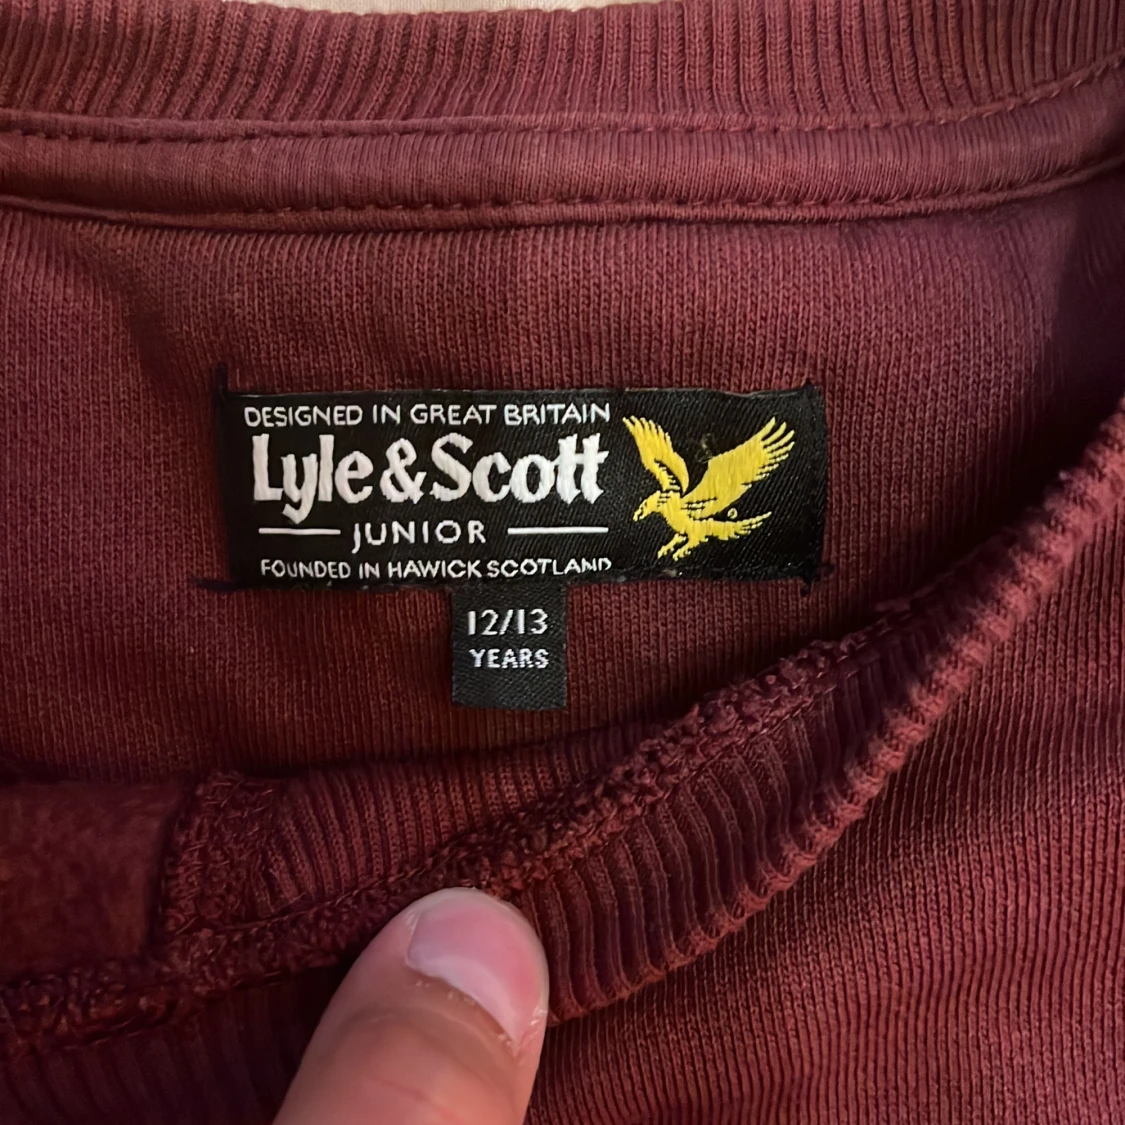 DESIGNED IN GREAT BRITAIN
Lyle & Scott
JUNIOR
FOUNDED IN HAWICK SCOTLAND
12/13
YEARS